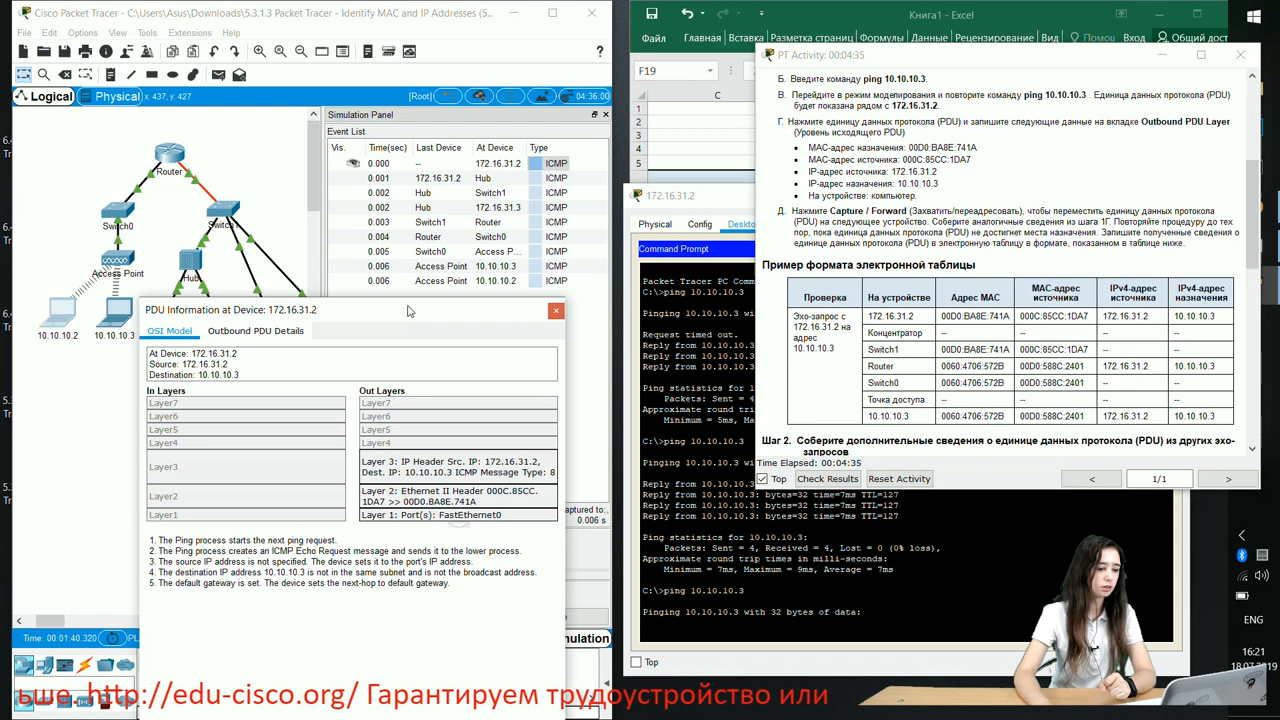 Cisco Packet Tracer - C:\Users\Asus\Downloads\5.3.1.3 Packet Tracer - Identify MAC and IP Addresses (5...
File Edit Options View Tools Extensions Help
Logical Physical x: 437, y: 427 [Root] 04:36:00
Router
Switch0
Access Point
Hub
10.10.10.2 10.10.10.3
Simulation Panel
Event List
Vis. Time(sec) Last Device At Device Type
0.000 -- 172.16.31.2 ICMP
0.001 172.16.31.2 Hub ICMP
0.002 Hub Switch1 ICMP
0.002 Hub 172.16.31.3 ICMP
0.003 Switch1 Router ICMP
0.004 Router Switch0 ICMP
0.005 Switch0 Access P... ICMP
0.006 Access Point 10.10.10.3 ICMP
0.006 Access Point 10.10.10.2 ICMP
PDU Information at Device: 172.16.31.2
OSI Model Outbound PDU Details
At Device: 172.16.31.2
Source: 172.16.31.2
Destination: 10.10.10.3
In Layers Out Layers
Layer7 Layer7
Layer6 Layer6
Layer5 Layer5
Layer4 Layer4
Layer3 Layer 3: IP Header Src. IP: 172.16.31.2,
Dest. IP: 10.10.10.3 ICMP Message Type: 8
Layer2 Layer 2: Ethernet II Header 000C.85CC.
1DA7 >> 00D0.BA8E.741A
Layer1 Layer 1: Port(s): FastEthernet0
1. The Ping process starts the next ping request.
2. The Ping process creates an ICMP Echo Request message and sends it to the lower process.
3. The source IP address is not specified. The device sets it to the port's IP address.
4. The destination IP address 10.10.10.3 is not in the same subnet and is not the broadcast address.
5. The default gateway is set. The device sets the next-hop to default gateway.
aptured to:
0.006 s
Time: 00:01:40.320
imulation
Книга1 - Excel
Файл Главная Вставка Разметка страниц Формулы Данные Рецензирование Вид Помощ Вход Общий дост
F19
C
1
2
3
4
5
172.16.31.2
Physical Config Deskto
Command Prompt
Packet Tracer PC Comm
C:\>ping 10.10.10.3
Pinging 10.10.10.3 wi
Request timed out.
Reply from 10.10.10.3
Reply from 10.10.10.3
Reply from 10.10.10.3
Ping statistics for 1
Packets: Sent = 4,
Approximate round tri
Minimum = 5ms, Ma
C:\>ping 10.10.10.3
Pinging 10.10.10.3 wi
Reply from 10.10.10.3
Reply from 10.10.10.3: bytes=32 time=7ms TTL=127
Reply from 10.10.10.3: bytes=32 time=7ms TTL=127
Reply from 10.10.10.3: bytes=32 time=7ms TTL=127
Ping statistics for 10.10.10.3:
Packets: Sent = 4, Received = 4, Lost = 0 (0% loss),
Approximate round trip times in milli-seconds:
Minimum = 7ms, Maximum = 9ms, Average = 7ms
C:\>ping 10.10.10.3
Pinging 10.10.10.3 with 32 bytes of data:
Top
PT Activity: 00:04:35
Б. Введите команду ping 10.10.10.3.
В. Перейдите в режим моделирования и повторите команду ping 10.10.10.3 . Единица данных протокола (PDU)
будет показана рядом с 172.16.31.2.
Г. Нажмите единицу данных протокола (PDU) и запишите следующие данные на вкладке Outbound PDU Layer
(Уровень исходящего PDU)
• MAC-адрес назначения: 00D0:BA8E:741A
• MAC-адрес источника: 000C:85CC:1DA7
• IP-адрес источника: 172.16.31.2
• IP-адрес назначения: 10.10.10.3
• На устройстве: компьютер.
Д. Нажмите Capture / Forward (Захватить/переадресовать), чтобы переместить единицу данных протокола
(PDU) на следующее устройство. Соберите аналогичные сведения из шага 1Г. Повторяйте процедуру до тех
пор, пока единица данных протокола (PDU) не достигнет места назначения. Запишите полученные сведения о
единице данных протокола (PDU) в электронную таблицу в формате, показанном в таблице ниже.
Пример формата электронной таблицы
Проверка На устройстве Адрес MAC MAC-адрес источника IPv4-адрес источника IPv4-адрес назначения
Эхо-запрос с 172.16.31.2 на адрес 10.10.10.3 172.16.31.2 00D0:BA8E:741A 000C:85CC:1DA7 172.16.31.2 10.10.10.3
Концентратор -- -- -- --
Switch1 00D0:BA8E:741A 000C:85CC:1DA7 -- --
Router 0060:4706:572B 00D0:588C:2401 172.16.31.2 10.10.10.3
Switch0 0060:4706:572B 00D0:588C:2401 -- --
Точка доступа -- -- -- --
10.10.10.3 0060:4706:572B 00D0:588C:2401 172.16.31.2 10.10.10.3
Шаг 2. Соберите дополнительные сведения о единице данных протокола (PDU) из других эхо-
запросов
Time Elapsed: 00:04:35
Top Check Results Reset Activity < 1/1 >
ENG
16:21
18.07.2019
ьше. http://edu-cisco.org/ Гарантируем трудоустройство или